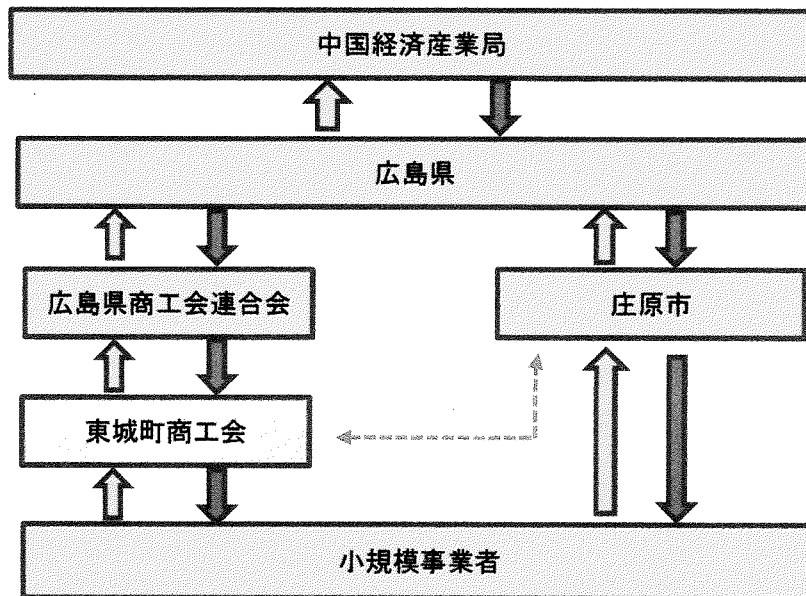 中国経済産業局
広島県
広島県商工会連合会
庄原市
東城町商工会
小規模事業者